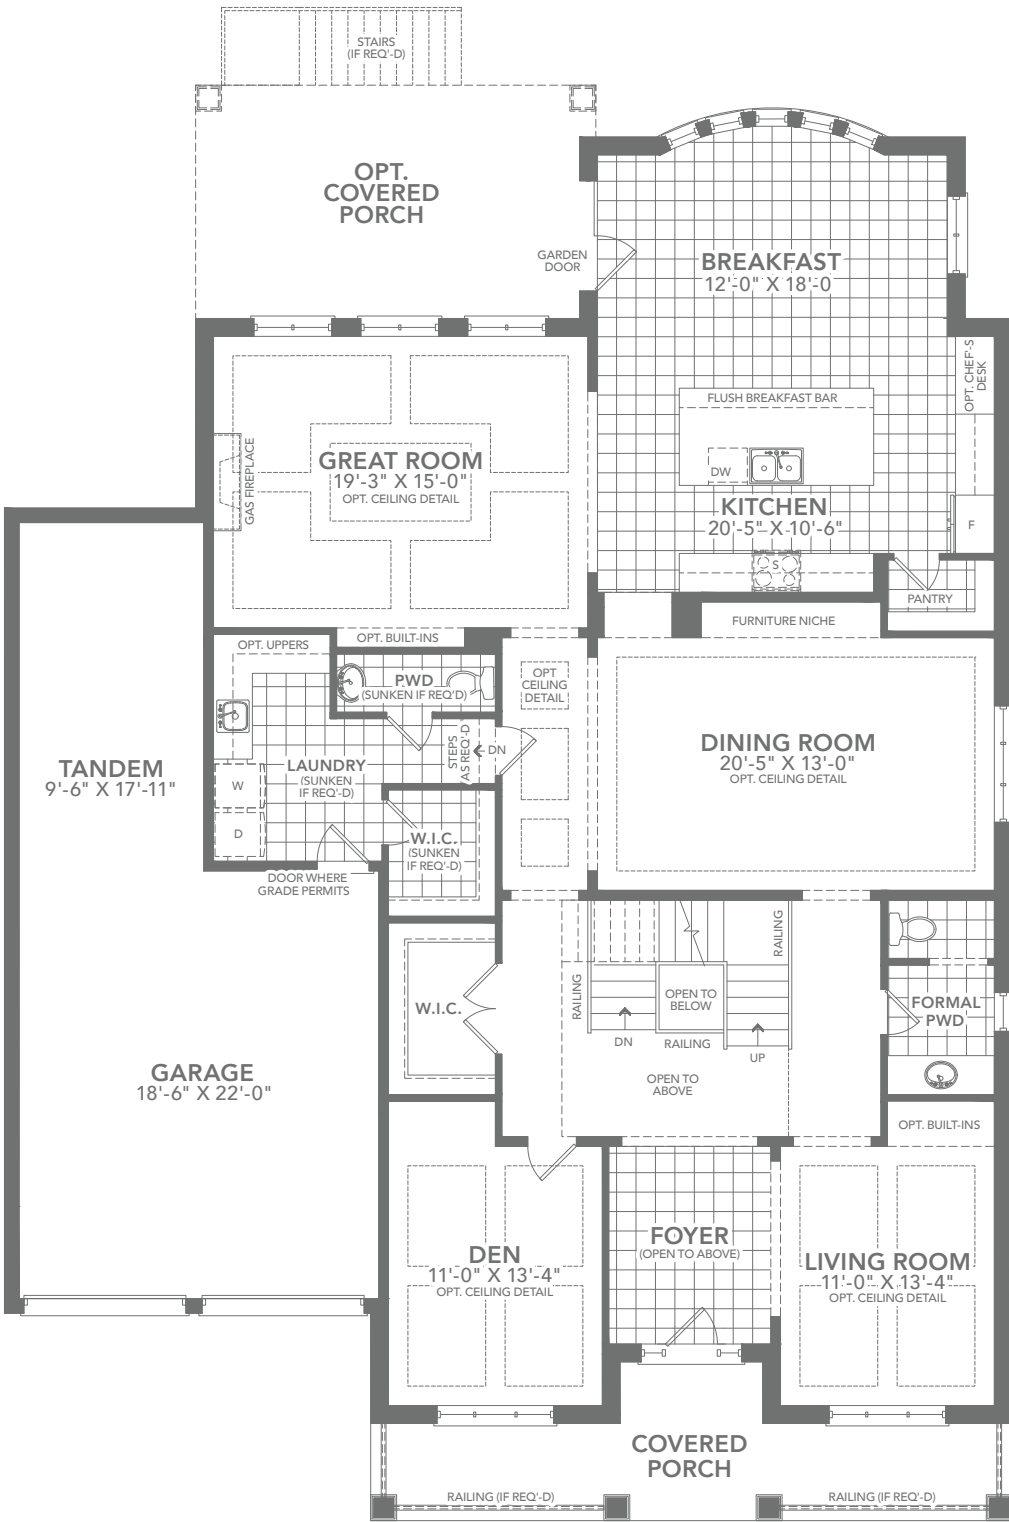 STAIRS
(IF REQ'-D)
OPT.
COVERED
PORCH
GARDEN
DOOR
BREAKFAST
12'-0" X 18'-0
OPT. CHEF'-S
DESK
FLUSH BREAKFAST BAR
DW
GAS FIREPLACE
GREAT ROOM
19'-3" X 15'-0"
OPT. CEILING DETAIL
KITCHEN
20'-5" X 10'-6"
F
S
PANTRY
FURNITURE NICHE
OPT. BUILT-INS
OPT. UPPERS
PWD
(SUNKEN IF REQ'D)
OPT
CEILING
DETAIL
STEPS
AS REQ'-D
DN
DINING ROOM
20'-5" X 13'-0"
OPT. CEILING DETAIL
TANDEM
9'-6" X 17'-11"
LAUNDRY
(SUNKEN
IF REQ'-D)
W
D
W.I.C.
(SUNKEN
IF REQ'-D)
DOOR WHERE
GRADE PERMITS
RAILING
RAILING
OPEN TO
BELOW
W.I.C.
DN
RAILING
UP
FORMAL
PWD
GARAGE
18'-6" X 22'-0"
OPEN TO
ABOVE
OPT. BUILT-INS
FOYER
(OPEN TO ABOVE)
DEN
11'-0" X 13'-4"
OPT. CEILING DETAIL
LIVING ROOM
11'-0" X 13'-4"
OPT. CEILING DETAIL
COVERED
PORCH
RAILING (IF REQ'-D)
RAILING (IF REQ'-D)